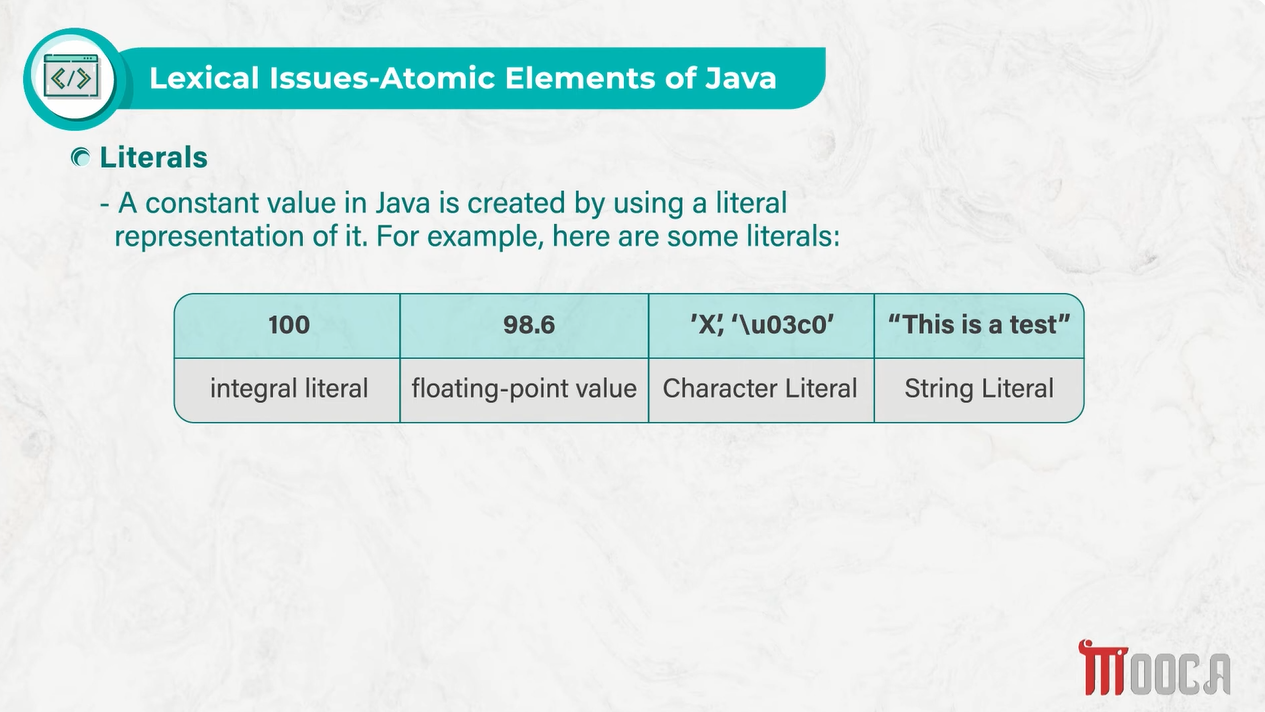 Lexical Issues-Atomic Elements of Java
Literals
- A constant value in Java is created by using a literal
representation of it. For example, here are some literals:
100 98.6 ’X’, ‘\u03c0’ “This is a test”
integral literal floating-point value Character Literal String Literal
MOOCA